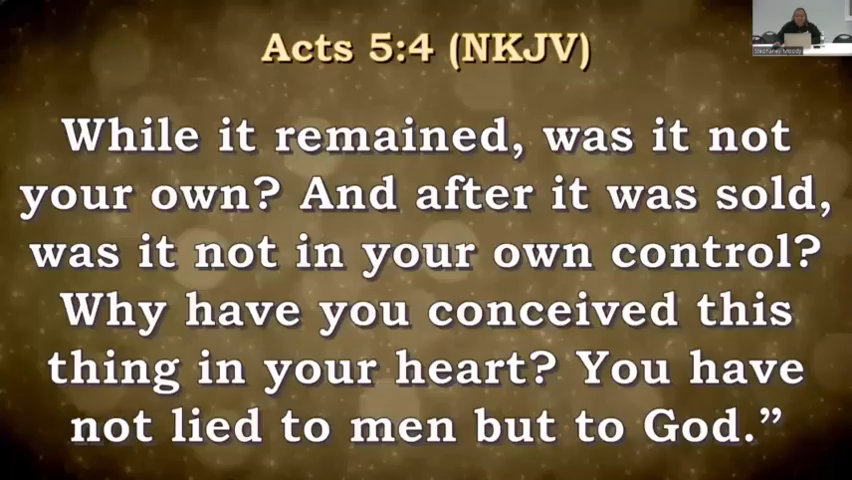 Acts 5:4 (NKJV)
While it remained, was it not
your own? And after it was sold,
was it not in your own control?
Why have you conceived this
thing in your heart? You have
not lied to men but to God.”